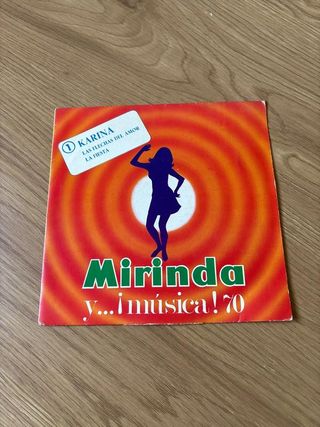 1 KARINA
LAS FLECHAS DEL AMOR
LA FIESTA
Mirinda
y...¡música! 70